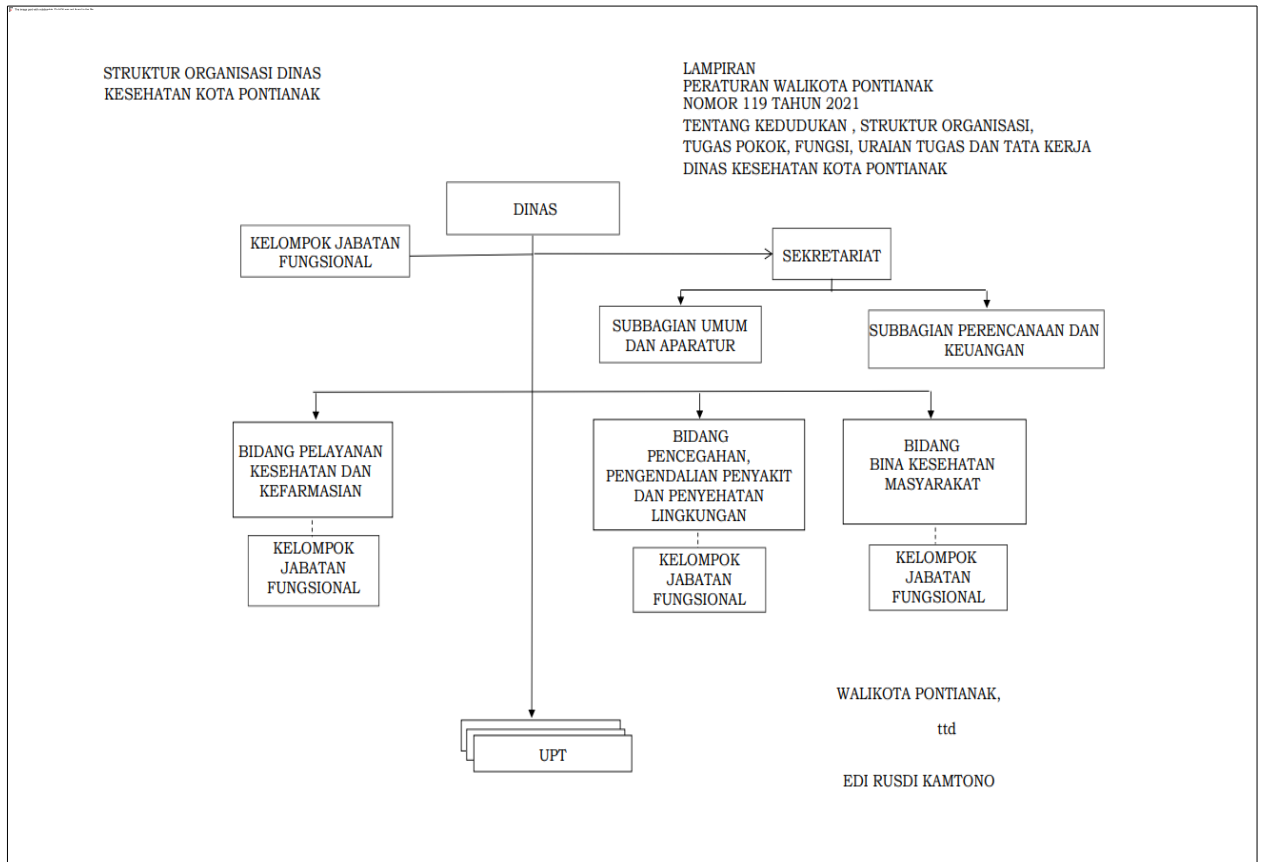 STRUKTUR ORGANISASI DINAS
KESEHATAN KOTA PONTIANAK
LAMPIRAN
PERATURAN WALIKOTA PONTIANAK
NOMOR 119 TAHUN 2021
TENTANG KEDUDUKAN , STRUKTUR ORGANISASI,
TUGAS POKOK, FUNGSI, URAIAN TUGAS DAN TATA KERJA
DINAS KESEHATAN KOTA PONTIANAK
DINAS
KELOMPOK JABATAN
FUNGSIONAL
SEKRETARIAT
SUBBAGIAN UMUM
DAN APARATUR
SUBBAGIAN PERENCANAAN DAN
KEUANGAN
BIDANG PELAYANAN
KESEHATAN DAN
KEFARMASIAN
BIDANG
PENCEGAHAN,
PENGENDALIAN PENYAKIT
DAN PENYEHATAN
LINGKUNGAN
BIDANG
BINA KESEHATAN
MASYARAKAT
KELOMPOK
JABATAN
FUNGSIONAL
KELOMPOK
JABATAN
FUNGSIONAL
KELOMPOK
JABATAN
FUNGSIONAL
UPT
WALIKOTA PONTIANAK,
ttd
EDI RUSDI KAMTONO